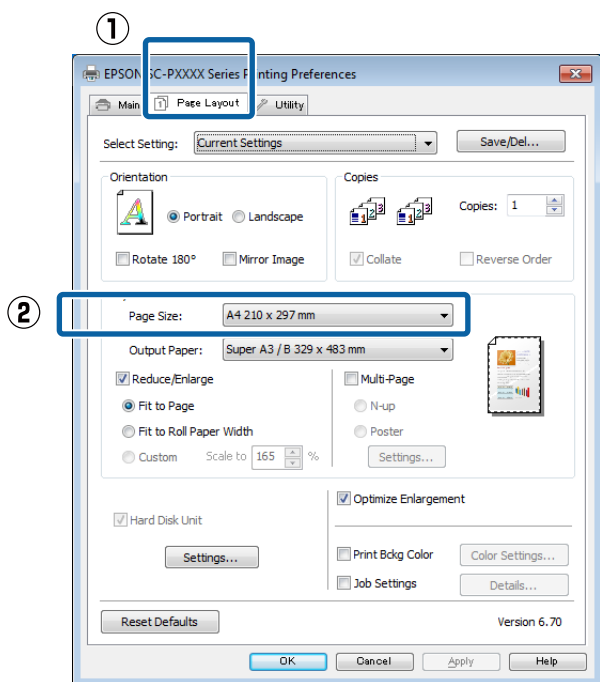 ①
EPSON SC-PXXXX Series Printing Preferences
Main Page Layout Utility
Select Setting: Current Settings Save/Del...
Orientation
Portrait Landscape
Rotate 180° Mirror Image
Copies
Copies: 1
Collate Reverse Order
②
Page Size: A4 210 x 297 mm
Output Paper: Super A3 / B 329 x 483 mm
Reduce/Enlarge
Fit to Page
Fit to Roll Paper Width
Custom Scale to 165 %
Multi-Page
N-up
Poster
Settings...
Hard Disk Unit
Settings...
Optimize Enlargement
Print Bckg Color Color Settings...
Job Settings Details...
Reset Defaults Version 6.70
OK Cancel Apply Help